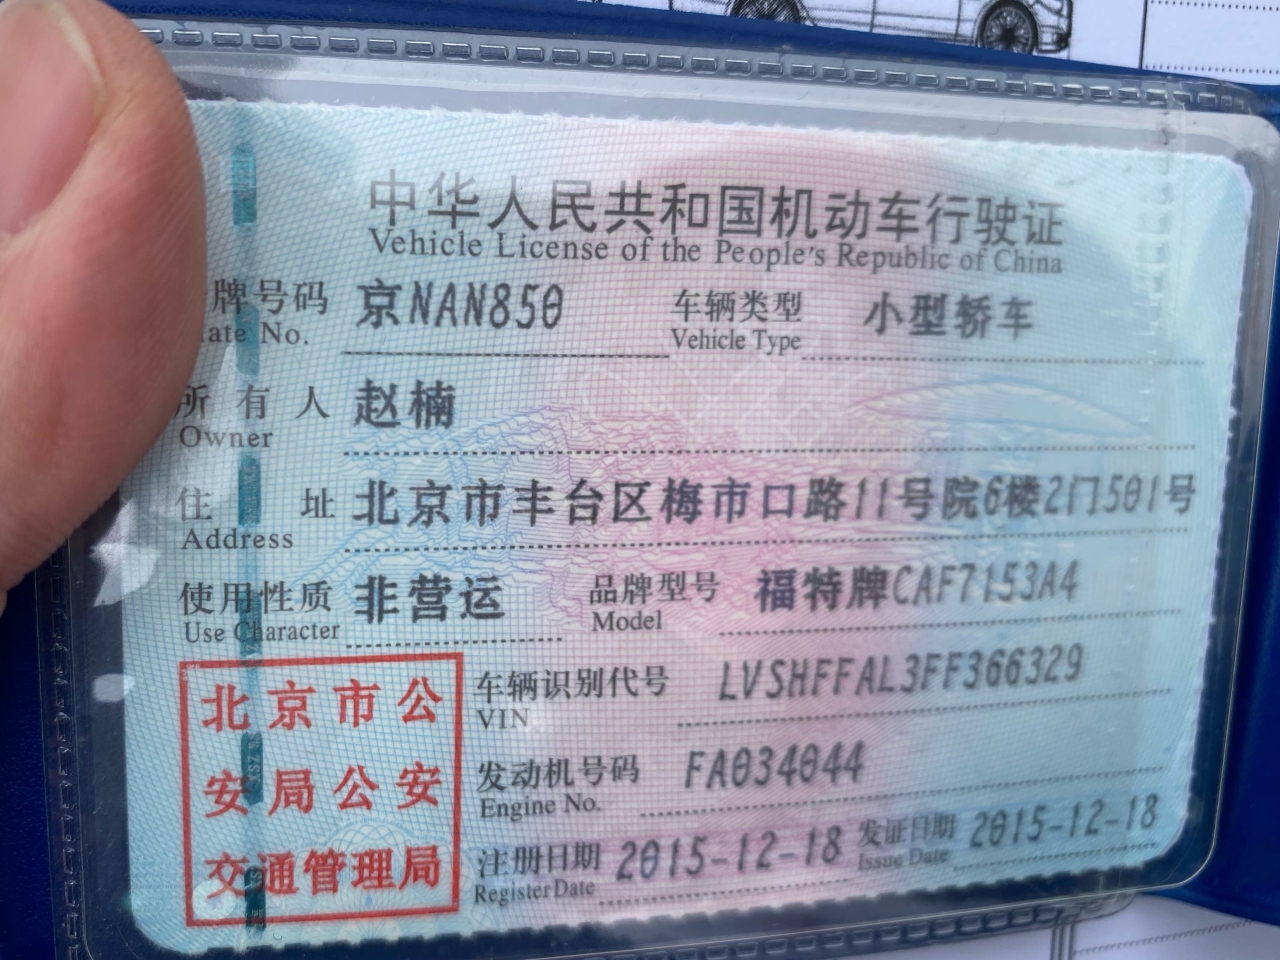 中华人民共和国机动车行驶证
Vehicle License of the People's Republic of China
牌号码 京NAN850 车辆类型 小型轿车
ate No. Vehicle Type
所有人 赵楠
Owner
住址 北京市丰台区梅市口路11号院6楼2门501号
Address
使用性质 非营运 品牌型号 福特牌CAF7153A4
Use Character Model
北京市公
安局公安
交通管理局
车辆识别代号 LVSHFFAL3FF366329
VIN
发动机号码 FA034044
Engine No.
注册日期 2015-12-18 发证日期 2015-12-18
Register Date Issue Date